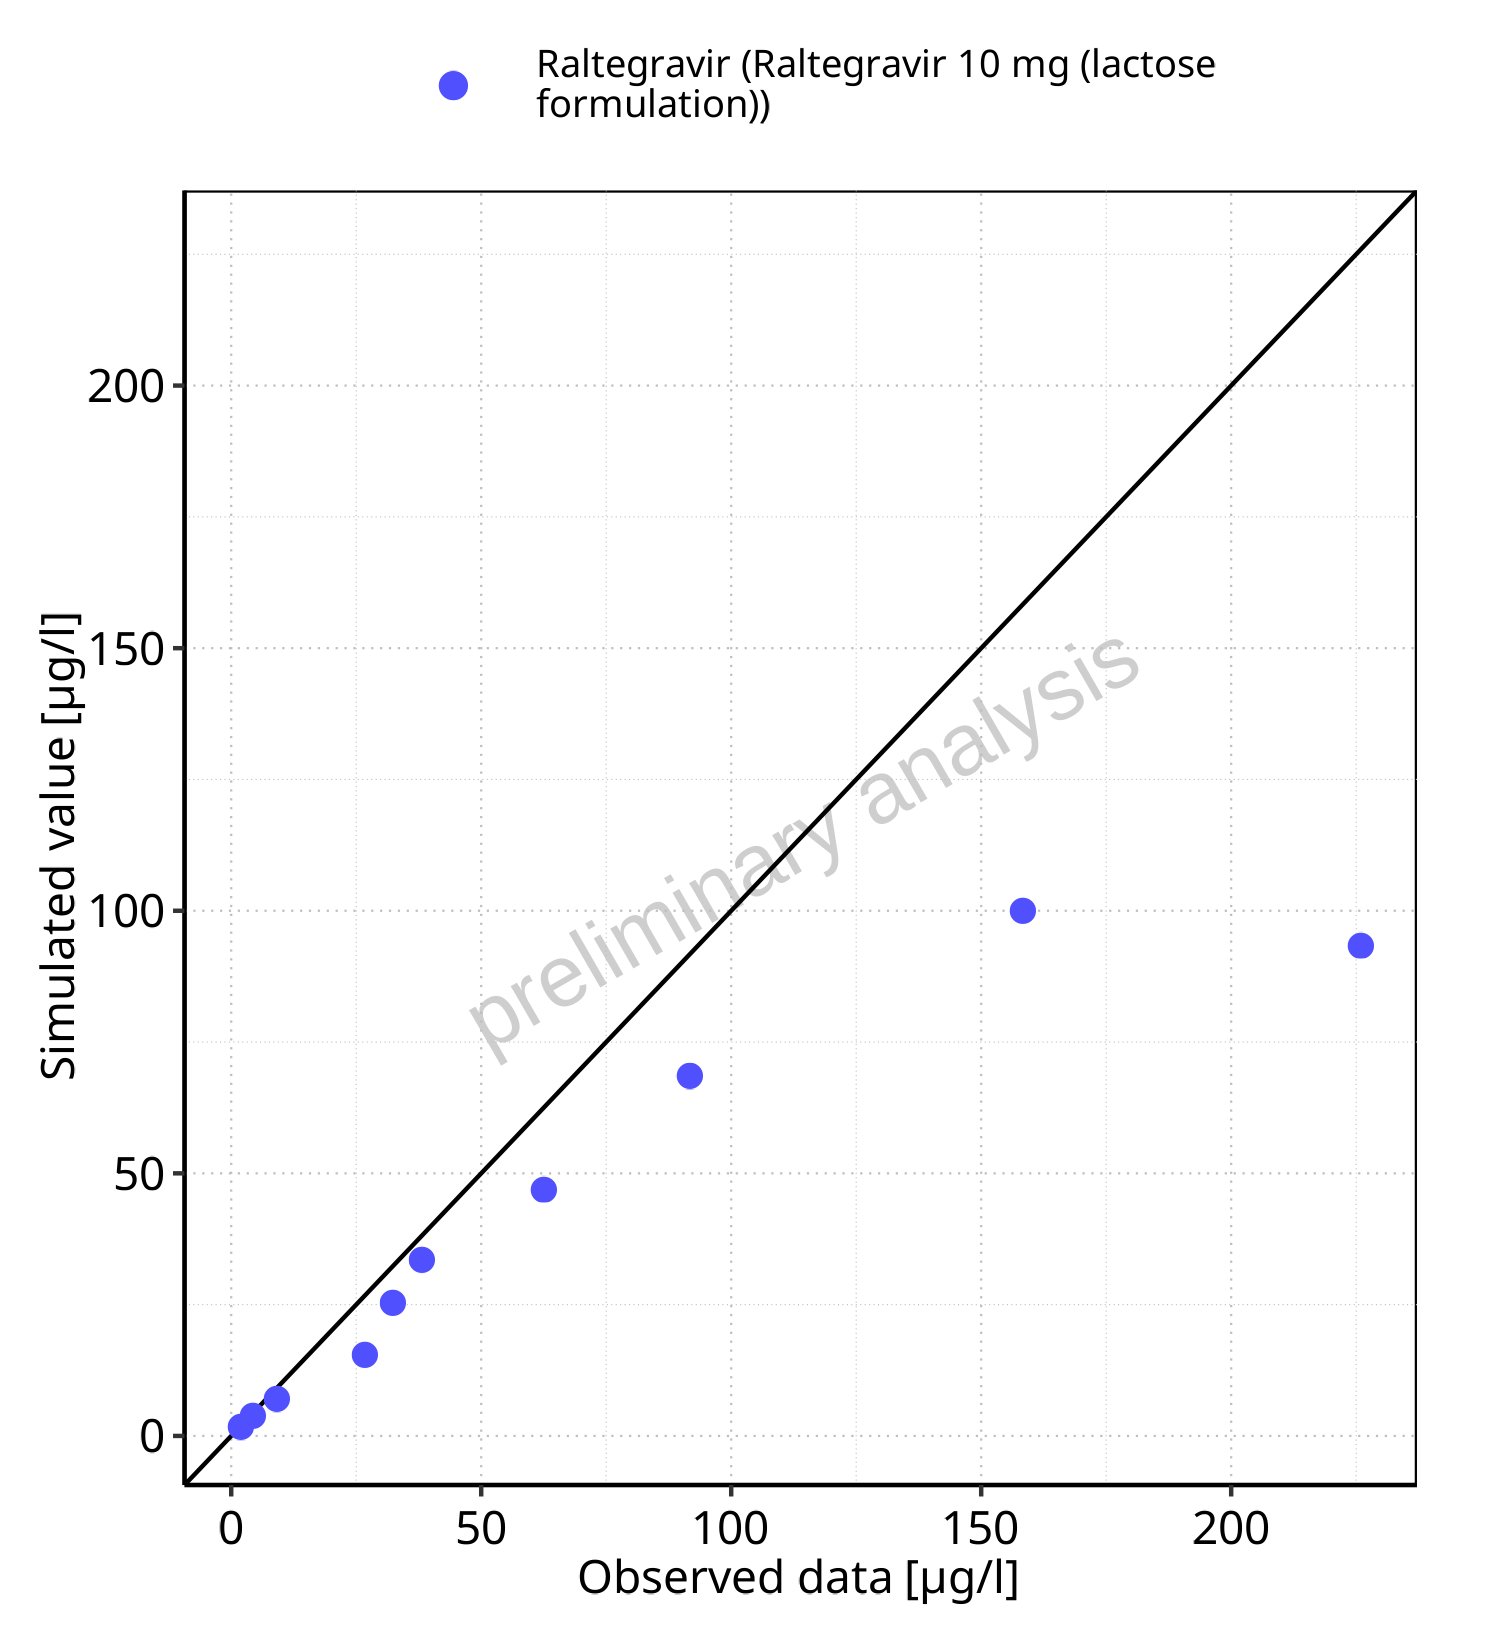 Raltegravir (Raltegravir 10 mg (lactose
formulation))
200
150
100
50
0
Simulated value [µg/l]
preliminary analysis
0 50 100 150 200
Observed data [µg/l]